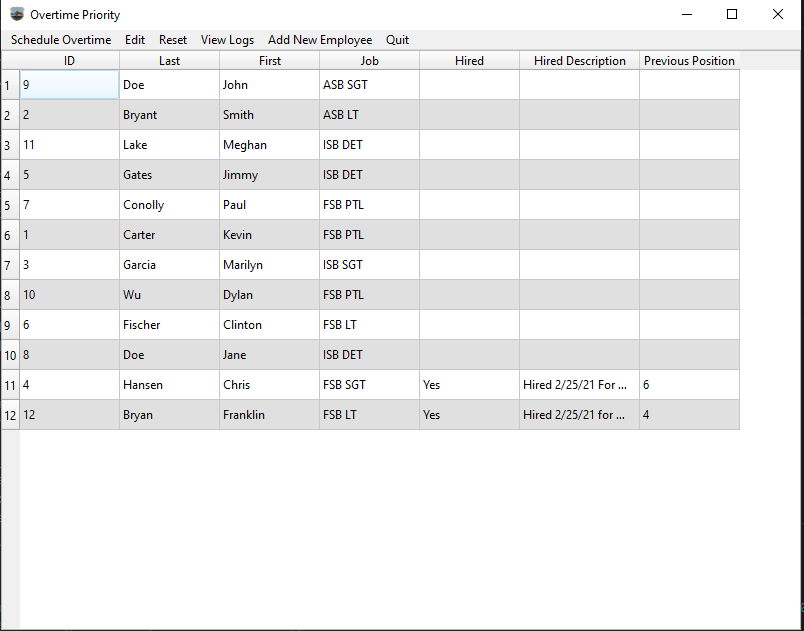 Overtime Priority
Schedule Overtime Edit Reset View Logs Add New Employee Quit
ID Last First Job Hired Hired Description Previous Position
1 9 Doe John ASB SGT
2 2 Bryant Smith ASB LT
3 11 Lake Meghan ISB DET
4 5 Gates Jimmy ISB DET
5 7 Conolly Paul FSB PTL
6 1 Carter Kevin FSB PTL
7 3 Garcia Marilyn ISB SGT
8 10 Wu Dylan FSB PTL
9 6 Fischer Clinton FSB LT
10 8 Doe Jane ISB DET
11 4 Hansen Chris FSB SGT Yes Hired 2/25/21 For ... 6
12 12 Bryan Franklin FSB LT Yes Hired 2/25/21 for ... 4